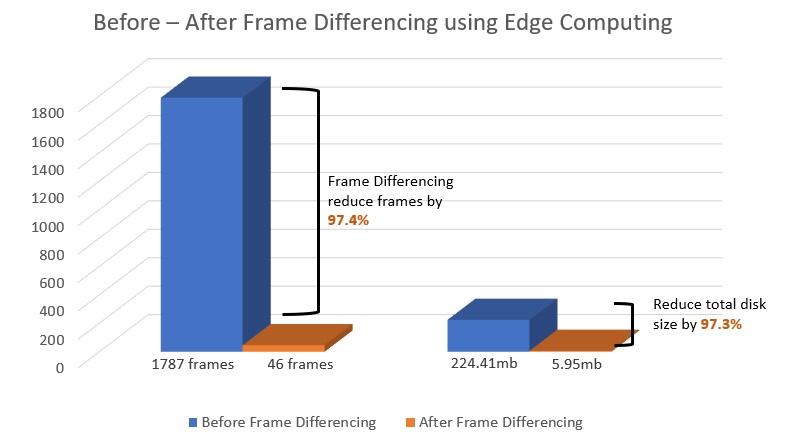 Before – After Frame Differencing using Edge Computing
1800
1600
1400
1200
1000
800
600
400
200
0
Frame Differencing
reduce frames by
97.4%
Reduce total disk
size by 97.3%
1787 frames
46 frames
224.41mb
5.95mb
Before Frame Differencing
After Frame Differencing